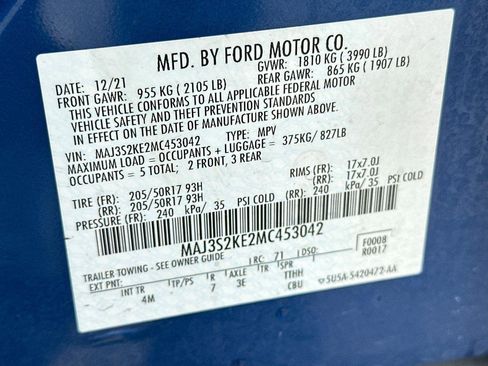 MFD. BY FORD MOTOR CO.
DATE: 12/21 GVWR: 1810 KG ( 3990 LB)
FRONT GAWR: 955 KG ( 2105 LB) REAR GAWR: 865 KG ( 1907 LB)
THIS VEHICLE CONFORMS TO ALL APPLICABLE FEDERAL MOTOR
VEHICLE SAFETY AND THEFT PREVENTION STANDARDS
IN EFFECT ON THE DATE OF MANUFACTURE SHOWN ABOVE.
VIN: MAJ3S2KE2MC453042 TYPE: MPV
MAXIMUM LOAD = OCCUPANTS + LUGGAGE = 375KG/ 827LB
OCCUPANTS = 5 TOTAL; 2 FRONT, 3 REAR
TIRE (FR): 205/50R17 93H RIMS (FR): 17x7.0J
(RR): 205/50R17 93H (RR): 17x7.0J
PRESSURE (FR): 240 kPa/ 35 PSI COLD (RR): 240 kPa/ 35 PSI COLD
MAJ3S2KE2MC453042
TRAILER TOWING - SEE OWNER GUIDE RC: 71 DSO: F0008
R0017
EXT PNT: INT TR TP/PS R AXLE TR SPR
4M 7 3E TTHH
CBU 5U5A-5420472-AA